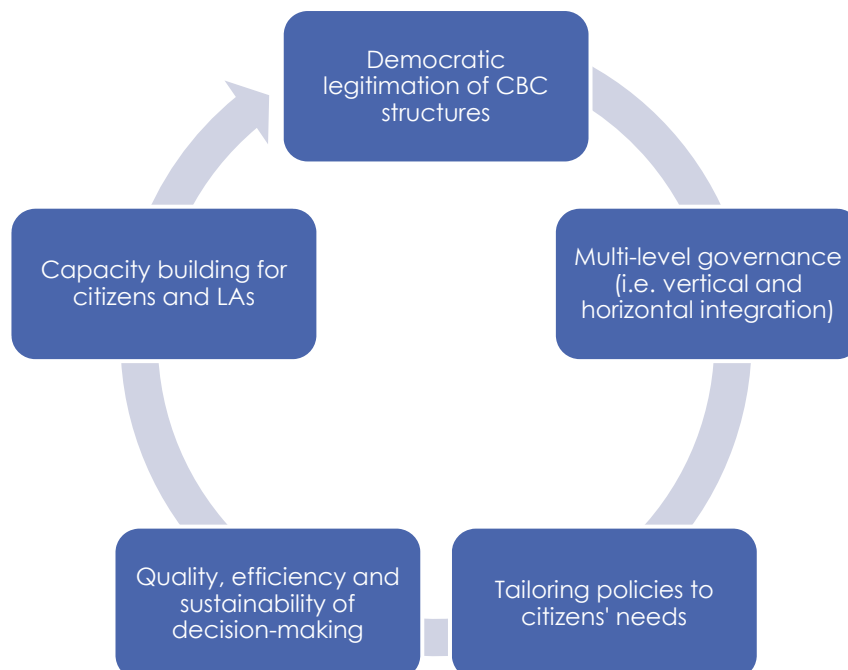 Democratic
legitimation of CBC
structures
Multi-level governance
(i.e. vertical and
horizontal integration)
Tailoring policies to
citizens' needs
Quality, efficiency and
sustainability of
decision-making
Capacity building for
citizens and LAs